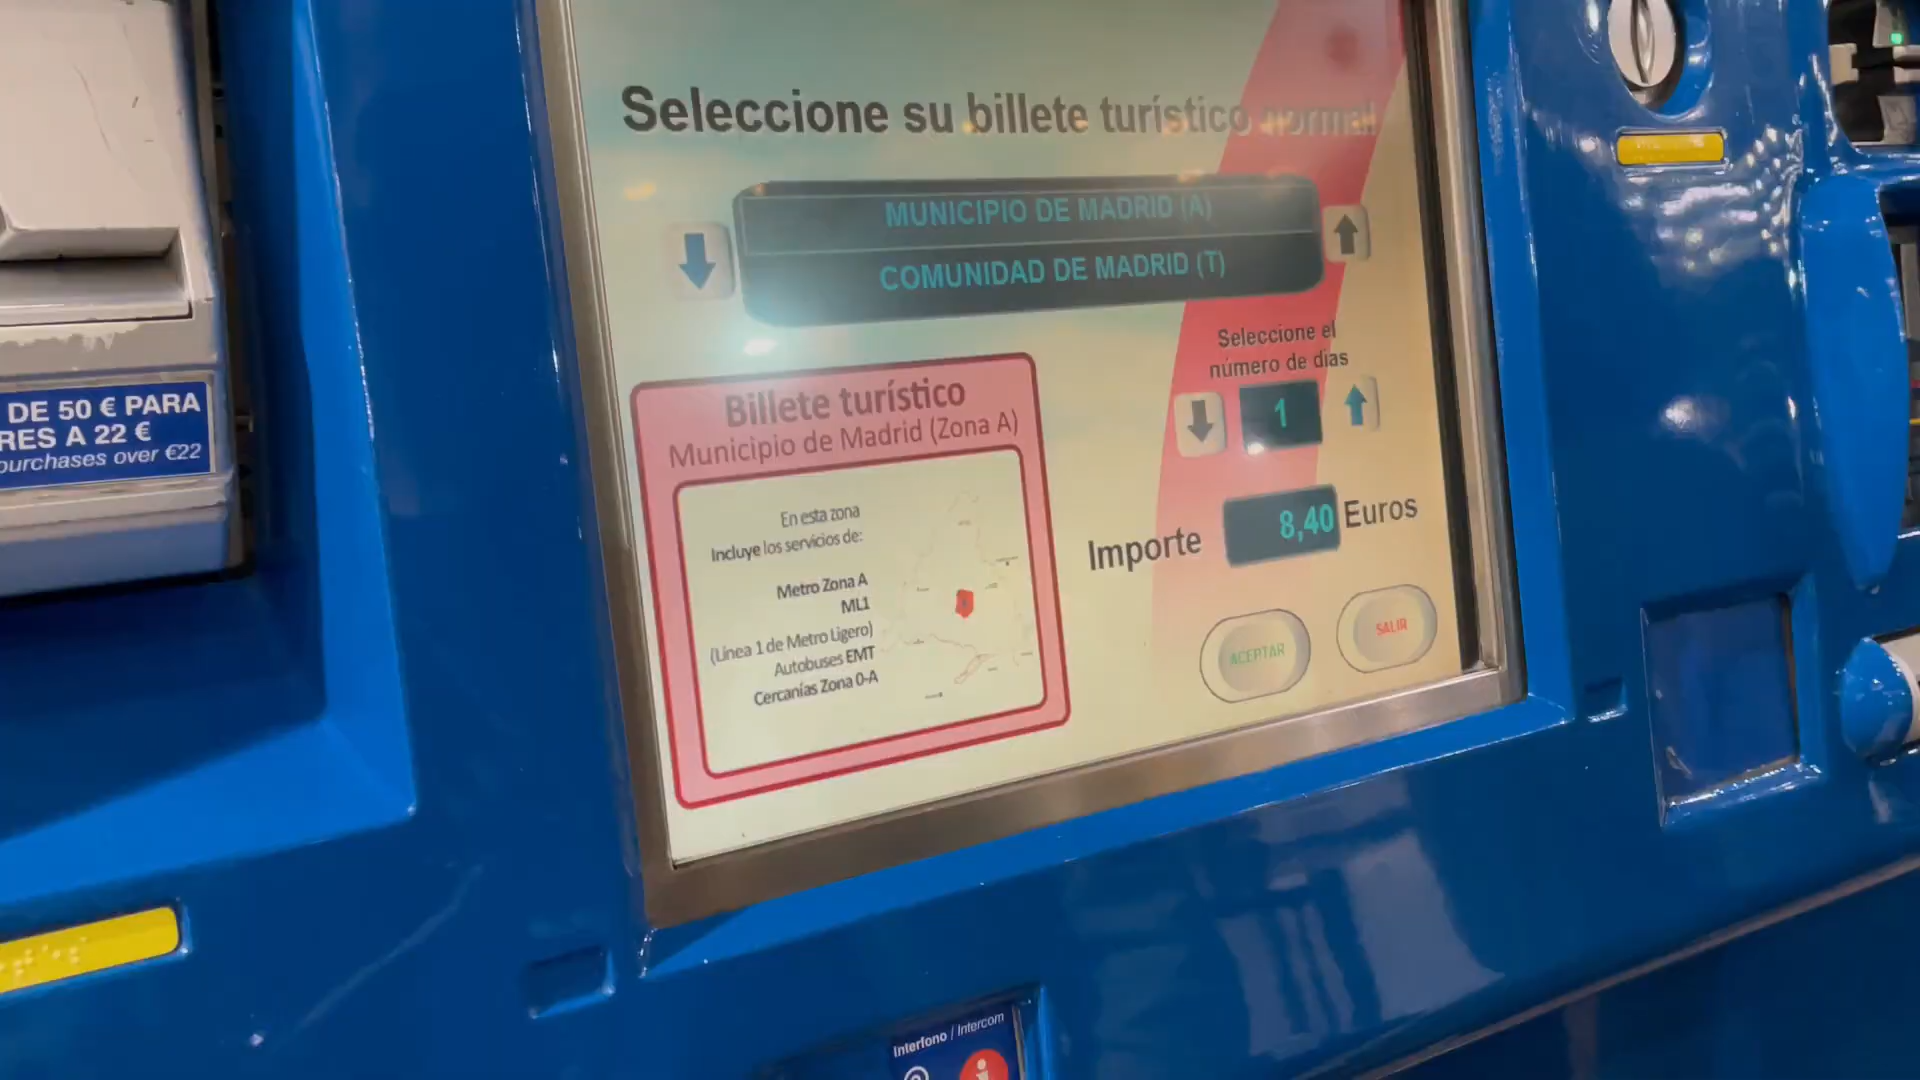 Seleccione su billete turístico normal
MUNICIPIO DE MADRID (A)
COMUNIDAD DE MADRID (T)
Seleccione el
número de días
1
Importe 8,40 Euros
ACEPTAR
SALIR
Billete turístico
Municipio de Madrid (Zona A)
En esta zona
Incluye los servicios de:
Metro Zona A
ML1
(Línea 1 de Metro Ligero)
Autobuses EMT
Cercanías Zona 0-A
DE 50 € PARA
RES A 22 €
purchases over €22
Interfono / Intercom